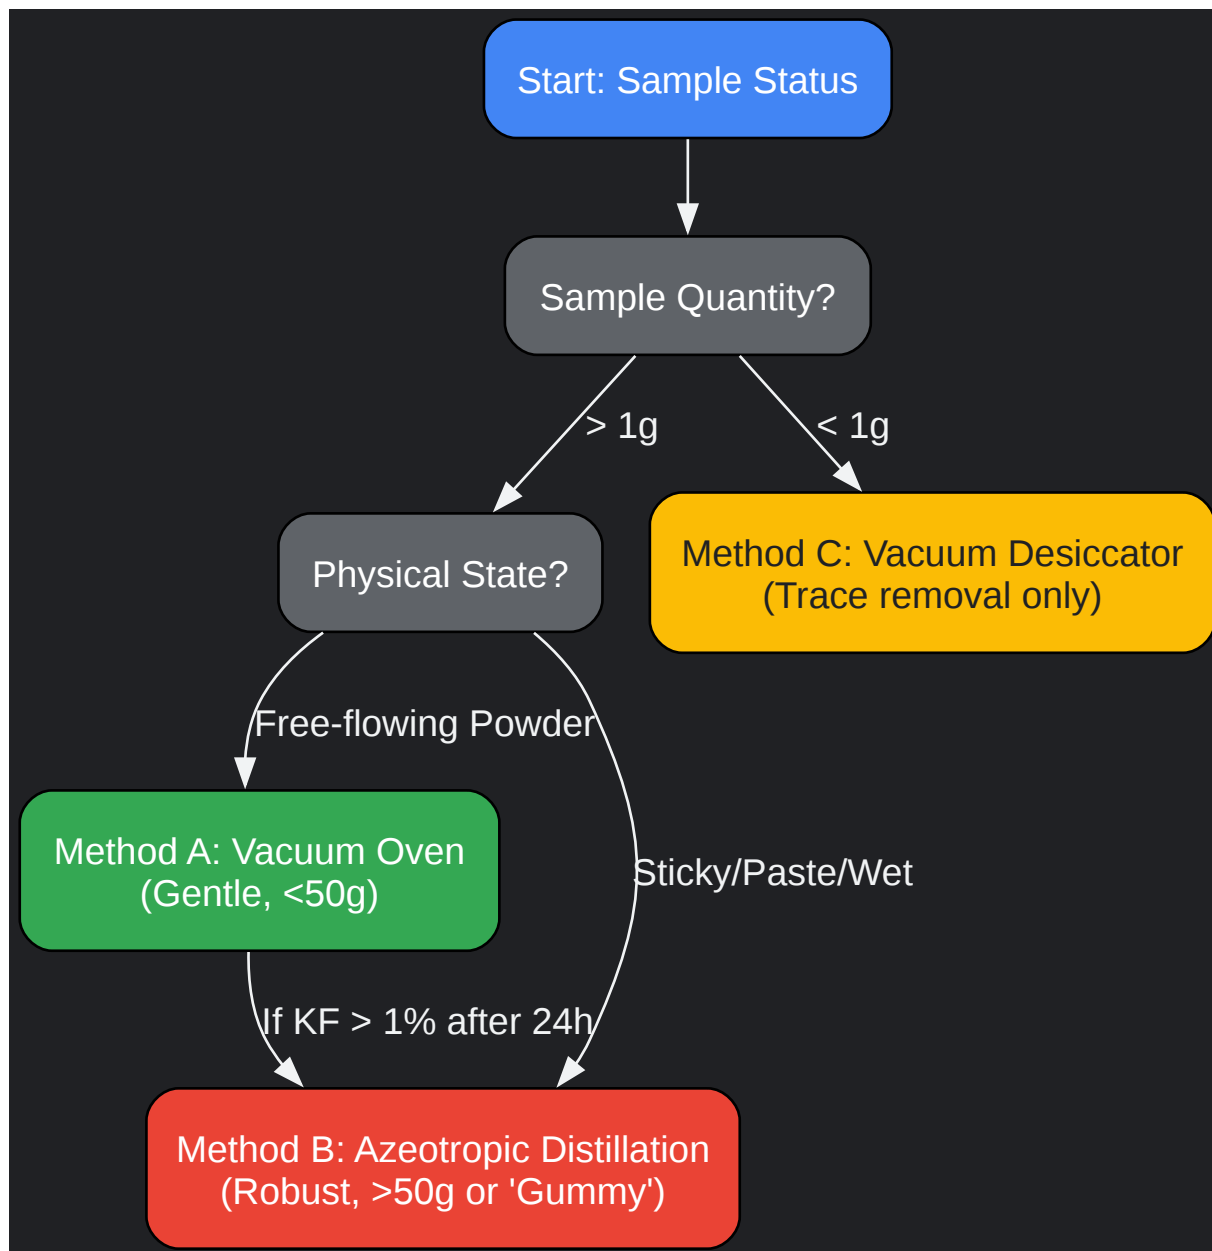 Start: Sample Status
Sample Quantity?
> 1g
< 1g
Physical State?
Method C: Vacuum Desiccator
(Trace removal only)
Free-flowing Powder
Method A: Vacuum Oven
(Gentle, <50g)
Sticky/Paste/Wet
If KF > 1% after 24h
Method B: Azeotropic Distillation
(Robust, >50g or 'Gummy')